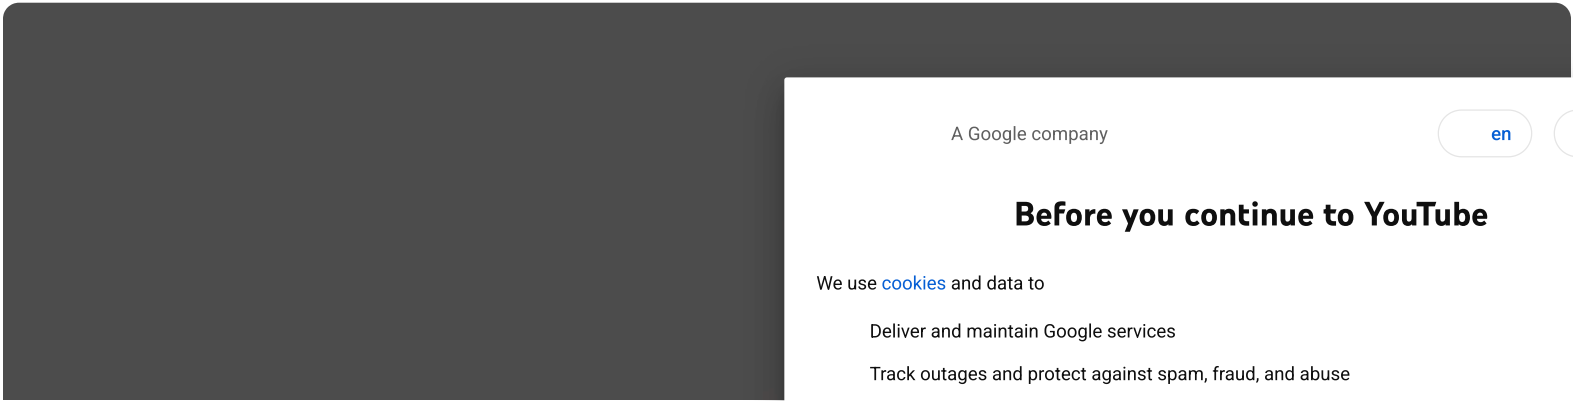 A Google company
en
Before you continue to YouTube
We use cookies and data to
Deliver and maintain Google services
Track outages and protect against spam, fraud, and abuse